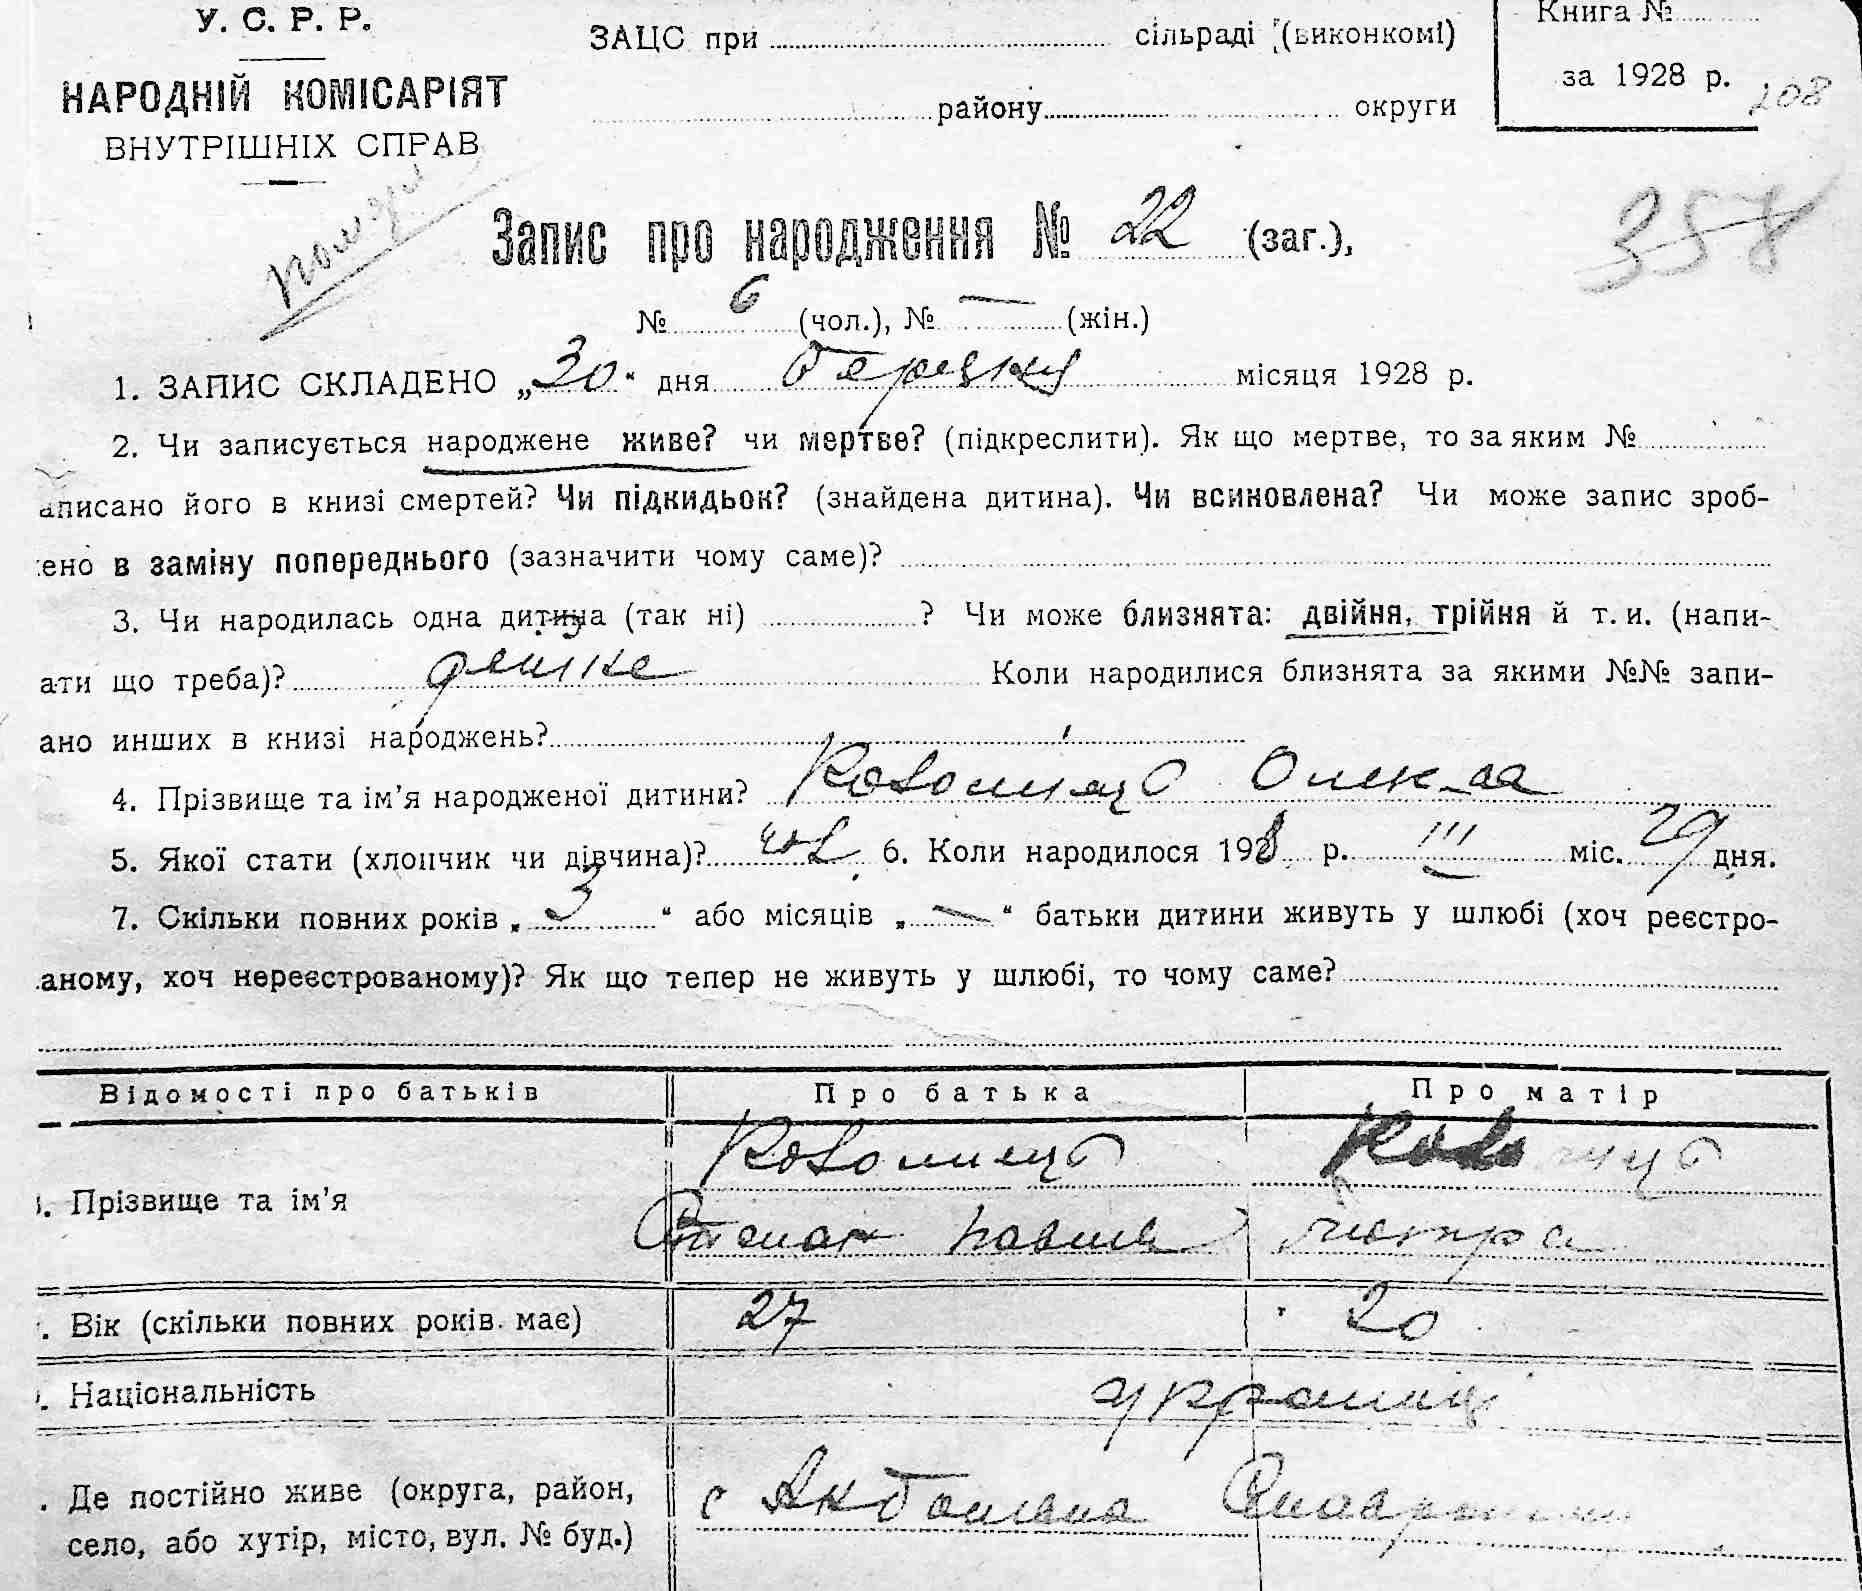 У. С. Р. Р.
НАРОДНІЙ КОМІСАРІЯТ
ВНУТРІШНІХ СПРАВ
ЗАЦС при сільраді (виконкомі)
району округи
Книга №
за 1928 р.
208
358
Запис про народження № 22 (заг.),
№ 6 (чол.), № — (жін.)
1. ЗАПИС СКЛАДЕНО „30“ дня березня місяця 1928 р.
2. Чи записується народжене живе? чи мертве? (підкреслити). Як що мертве, то за яким №
аписано його в книзі смертей? Чи підкидьок? (знайдена дитина). Чи всиновлена? Чи може запис зроб-
ено в заміну попереднього (зазначити чому саме)?
3. Чи народилась одна дитина (так ні) ? Чи може близнята: двійня, трійня й т. и. (напи-
ати що треба)? Коли народилися близнята за якими №№ запи-
ано инших в книзі народжень?
4. Прізвище та ім’я народженої дитини?
5. Якої стати (хлопчик чи дівчина)? чол. 6. Коли народилося 1928 р. III міс. 29 дня.
7. Скільки повних років „3“ або місяців „—“ батьки дитини живуть у шлюбі (хоч реєстро-
аному, хоч нереєстрованому)? Як що тепер не живуть у шлюбі, то чому саме?
Відомості про батьків Про батька Про матір
. Прізвище та ім’я
. Вік (скільки повних років має) 27 20
. Національність українці
. Де постійно живе (округа, район,
село, або хутір, місто, вул. № буд.) с